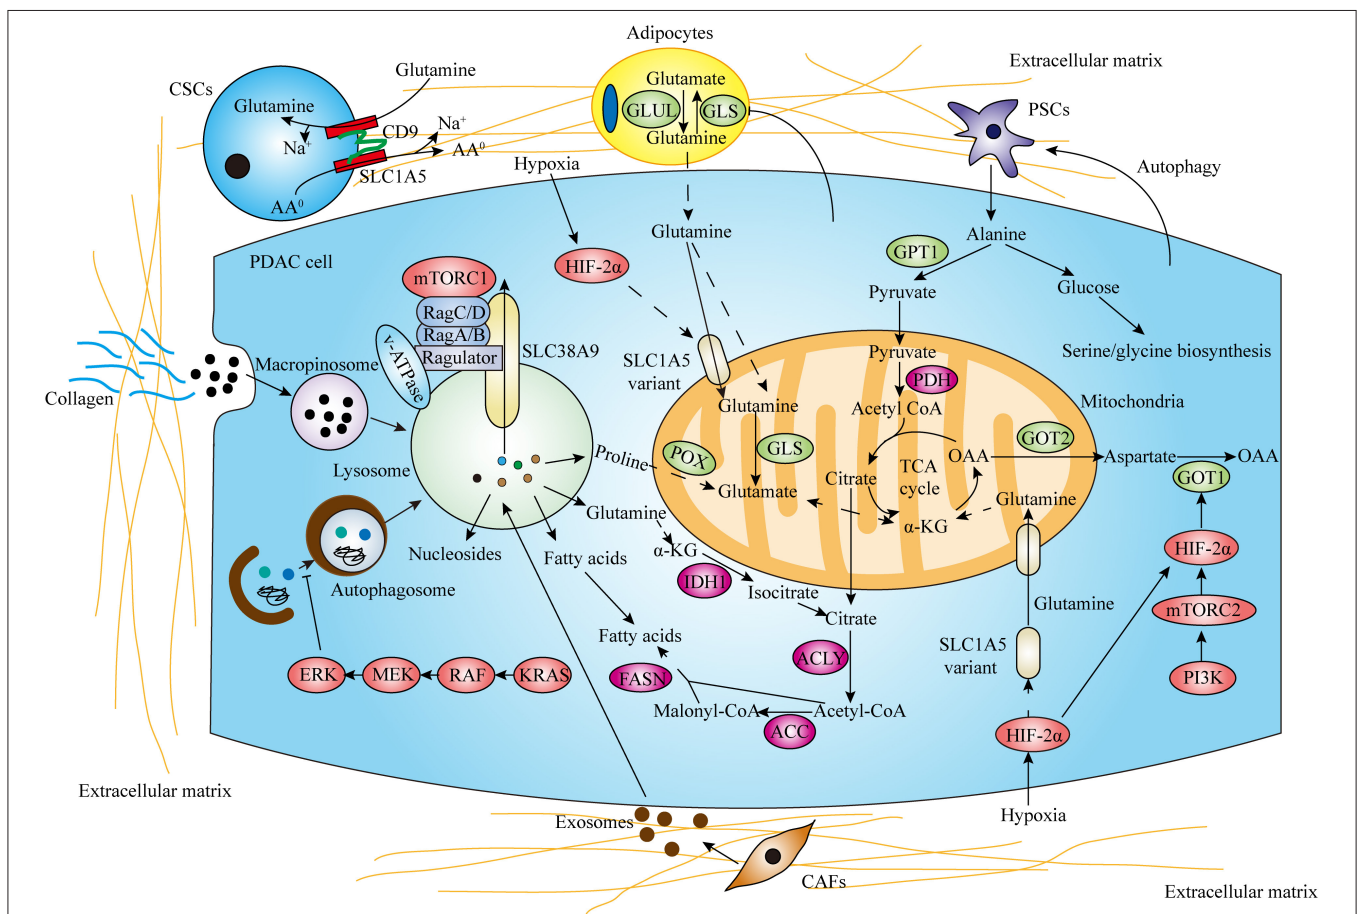 Adipocytes
Extracellular matrix
CSCs
Glutamine
Glutamate
Glutamine
GLUL
GLS
PSCs
CD9
Na⁺
Na⁺
Glutamine
AA⁰
Hypoxia
SLC1A5
Autophagy
AA⁰
Glutamine
Alanine
GPT1
PDAC cell
HIF-2α
mTORC1
Glucose
Pyruvate
RagC/D
RagA/B
v-ATPase
Ragulator
SLC38A9
SLC1A5
variant
Pyruvate
Serine/glycine biosynthesis
Macropinosome
PDH
Collagen
Glutamine
Acetyl CoA
Mitochondria
GOT2
POX
GLS
Proline
OAA
Aspartate
OAA
Lysosome
TCA
cycle
Citrate
GOT1
Glutamate
Glutamine
Glutamine
α-KG
Nucleosides
Fatty acids
α-KG
HIF-2α
IDH1
Autophagosome
Isocitrate
Glutamine
mTORC2
Citrate
Fatty acids
SLC1A5
variant
ACLY
ERK
MEK
RAF
KRAS
FASN
PI3K
Malonyl-CoA
Acetyl-CoA
ACC
HIF-2α
Extracellular matrix
Exosomes
Hypoxia
CAFs
Extracellular matrix